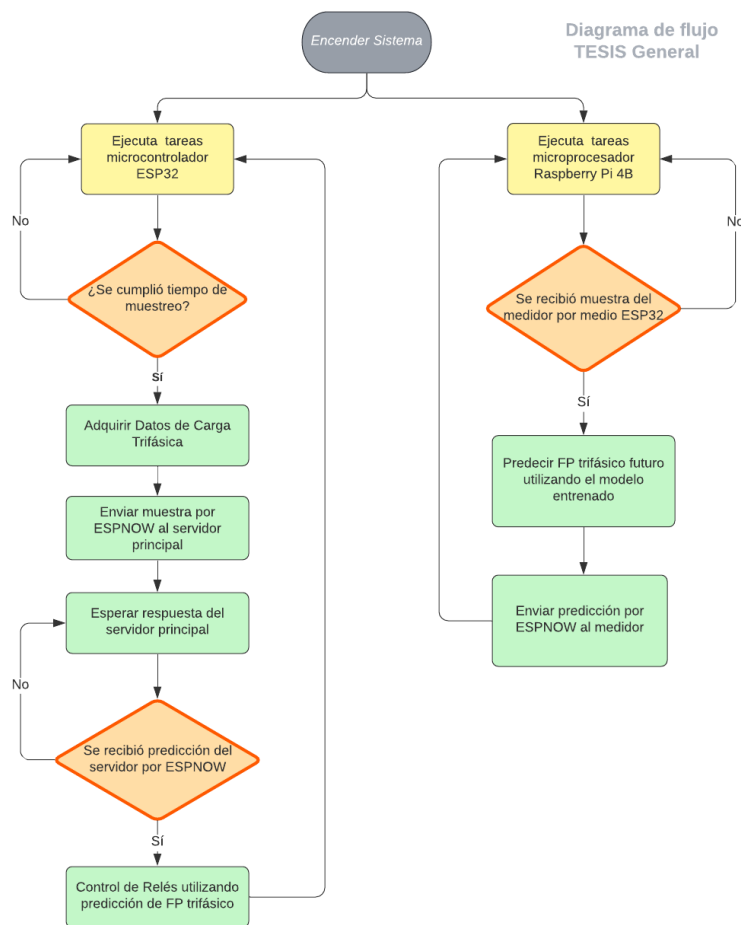 Encender Sistema
Diagrama de flujo
TESIS General
Ejecuta tareas
microcontrolador
ESP32
No
¿Se cumplió tiempo de
muestreo?
Sí
Adquirir Datos de Carga
Trifásica
Enviar muestra por
ESPNOW al servidor
principal
Esperar respuesta del
servidor principal
No
Se recibió predicción del
servidor por ESPNOW
Sí
Control de Relés utilizando
predicción de FP trifásico
Ejecuta tareas
microprocesador
Raspberry Pi 4B
No
Se recibió muestra del
medidor por medio ESP32
Sí
Predecir FP trifásico futuro
utilizando el modelo
entrenado
Enviar predicción por
ESPNOW al medidor